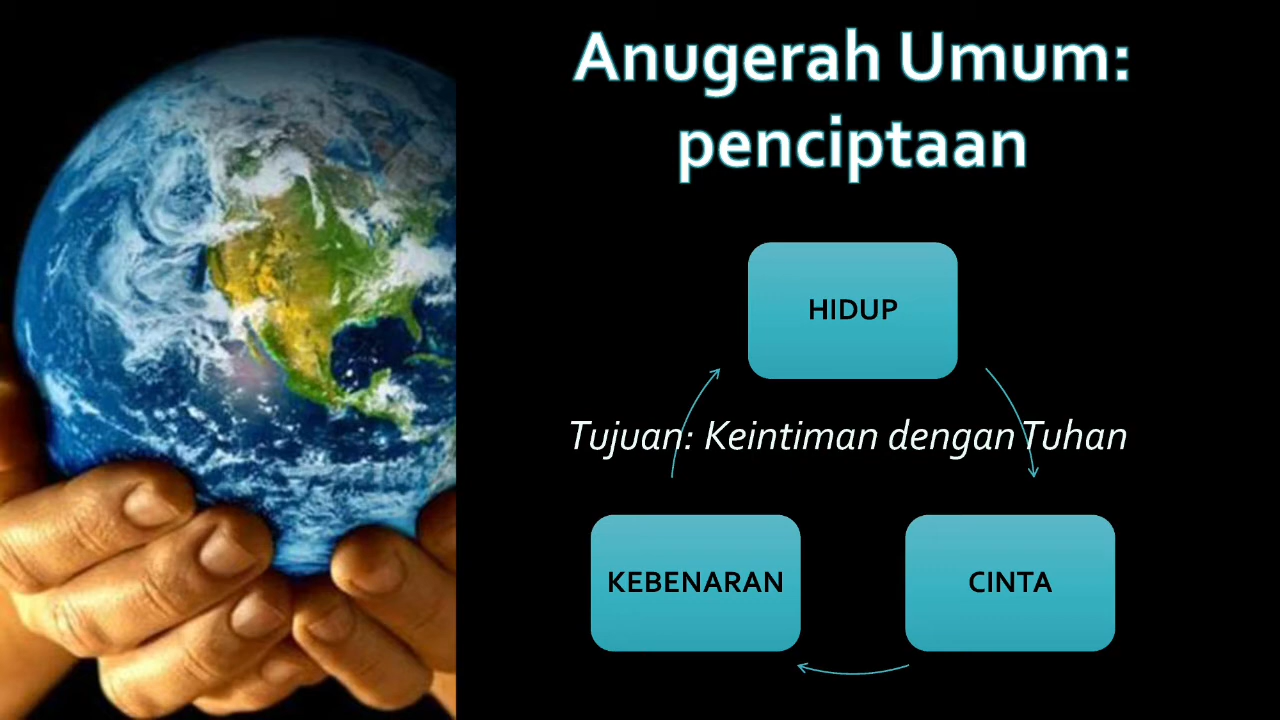 Anugerah Umum:
penciptaan
HIDUP
Tujuan: Keintiman dengan Tuhan
KEBENARAN
CINTA